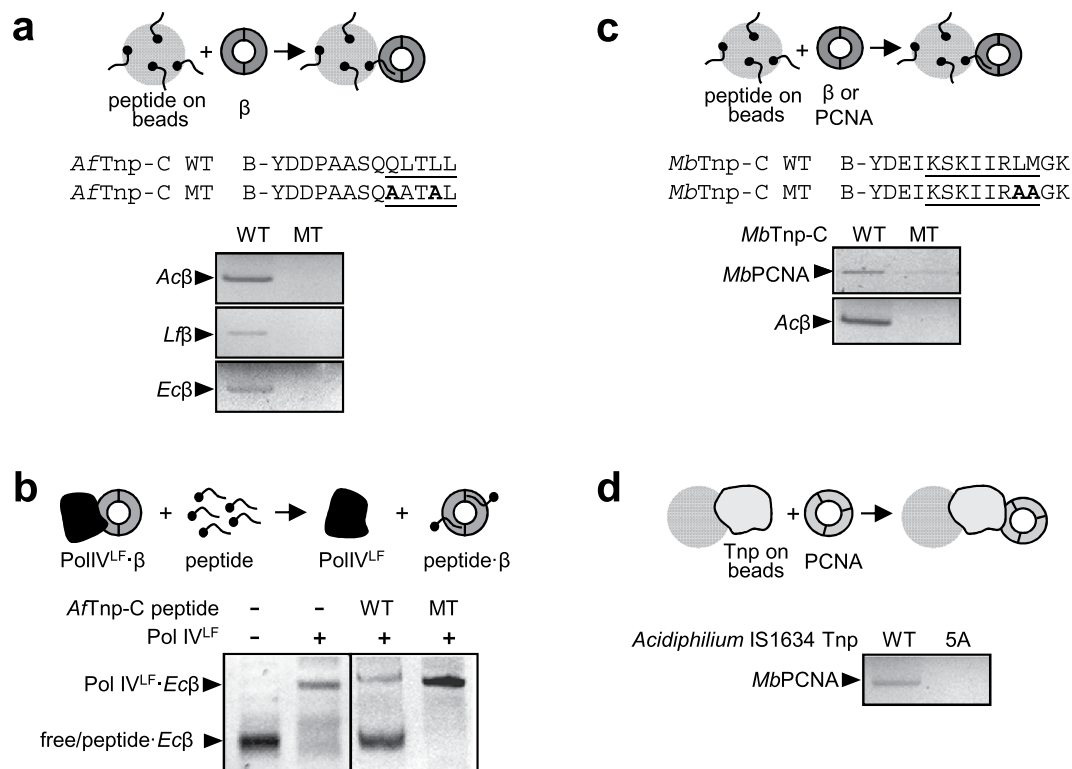 a
+
peptide on
beads
β
AfTnp-C WT B-YDDPAASQQLTLL
AfTnp-C MT B-YDDPAASQAATAL
WT MT
Acβ
Lfβ
Ecβ
b
+
+
PolIVLF·β
peptide
PolIVLF
peptide·β
AfTnp-C peptide - - WT MT
Pol IVLF - + + +
Pol IVLF·Ecβ
free/peptide·Ecβ
c
+
peptide on
beads
β or
PCNA
MbTnp-C WT B-YDEIKSKIIRLMGK
MbTnp-C MT B-YDEIKSKIIRAAGK
MbTnp-C WT MT
MbPCNA
Acβ
d
+
Tnp on
beads
PCNA
Acidiphilium IS1634 Tnp WT 5A
MbPCNA